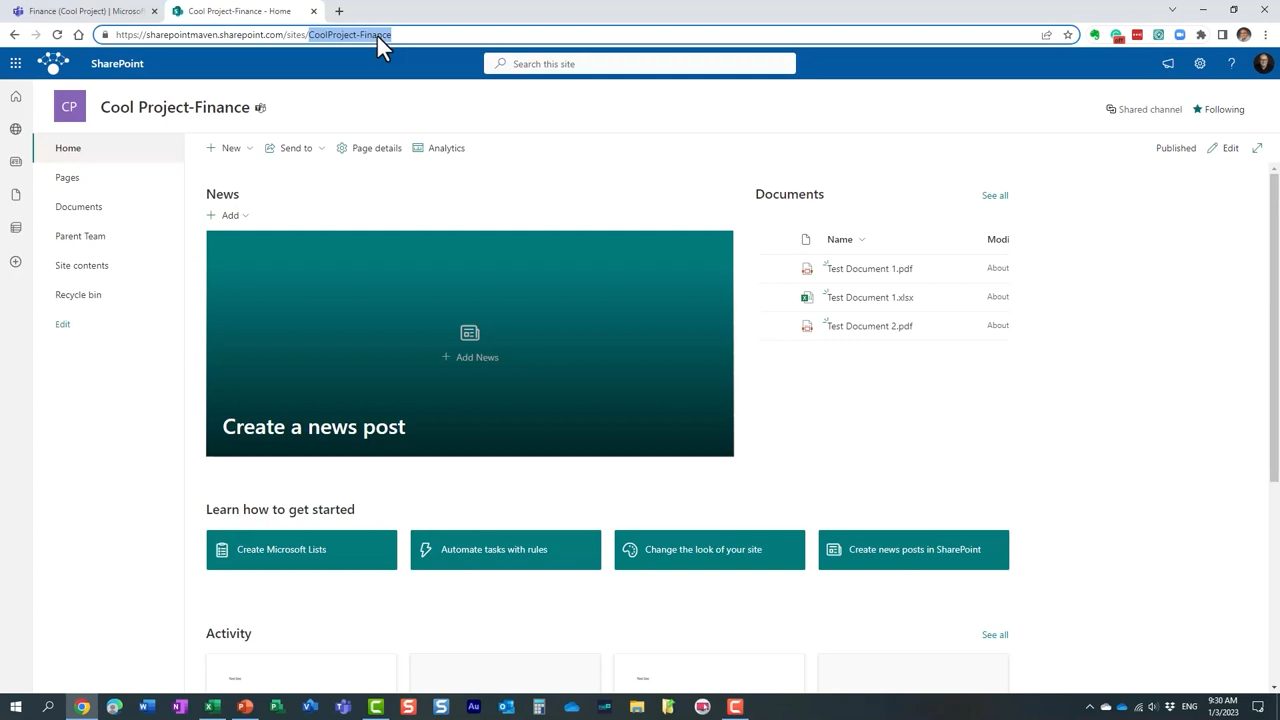 Finance (Cool Project) | Microsof
Cool Project-Finance - Home
https://sharepointmaven.sharepoint.com/sites/CoolProject-Finance
SharePoint
Search this site
CP
Cool Project-Finance
Shared channel
Following
Home
New
Send to
Page details
Analytics
Published
Edit
Pages
Documents
Parent Team
Site contents
Recycle bin
Edit
News
Add
Add News
Create a news post
Documents
See all
Name
Modi
Test Document 1.pdf
About
Test Document 1.xlsx
About
Test Document 2.pdf
About
Learn how to get started
Create Microsoft Lists
Automate tasks with rules
Change the look of your site
Create news posts in SharePoint
Activity
See all
Test Doc
Test Doc
ENG
9:30 AM
1/3/2023